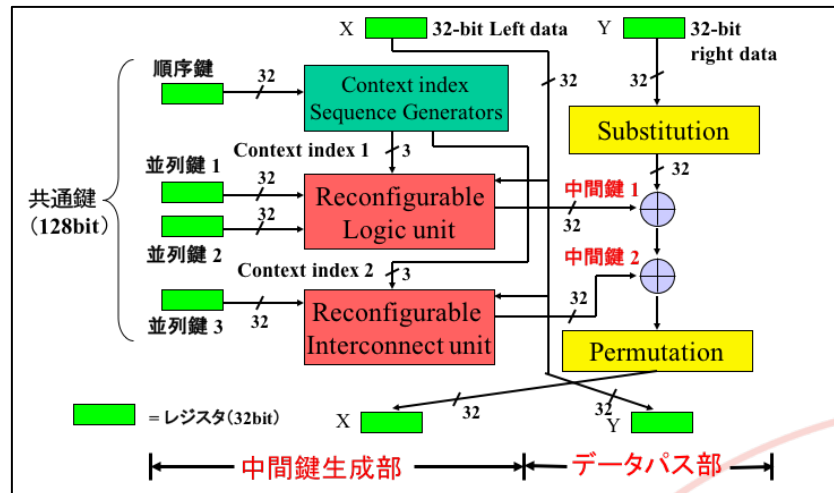 X
32-bit Left data
Y
32-bit
right data
順序鍵
32
Context index
Sequence Generators
32
32
Substitution
Context index 1
3
32
並列鍵 1
32
Reconfigurable
Logic unit
中間鍵 1
32
共通鍵
(128bit)
32
並列鍵 2
Context index 2
3
中間鍵 2
並列鍵 3
32
Reconfigurable
Interconnect unit
32
Permutation
= レジスタ(32bit)
X
32
32
Y
中間鍵生成部
データパス部